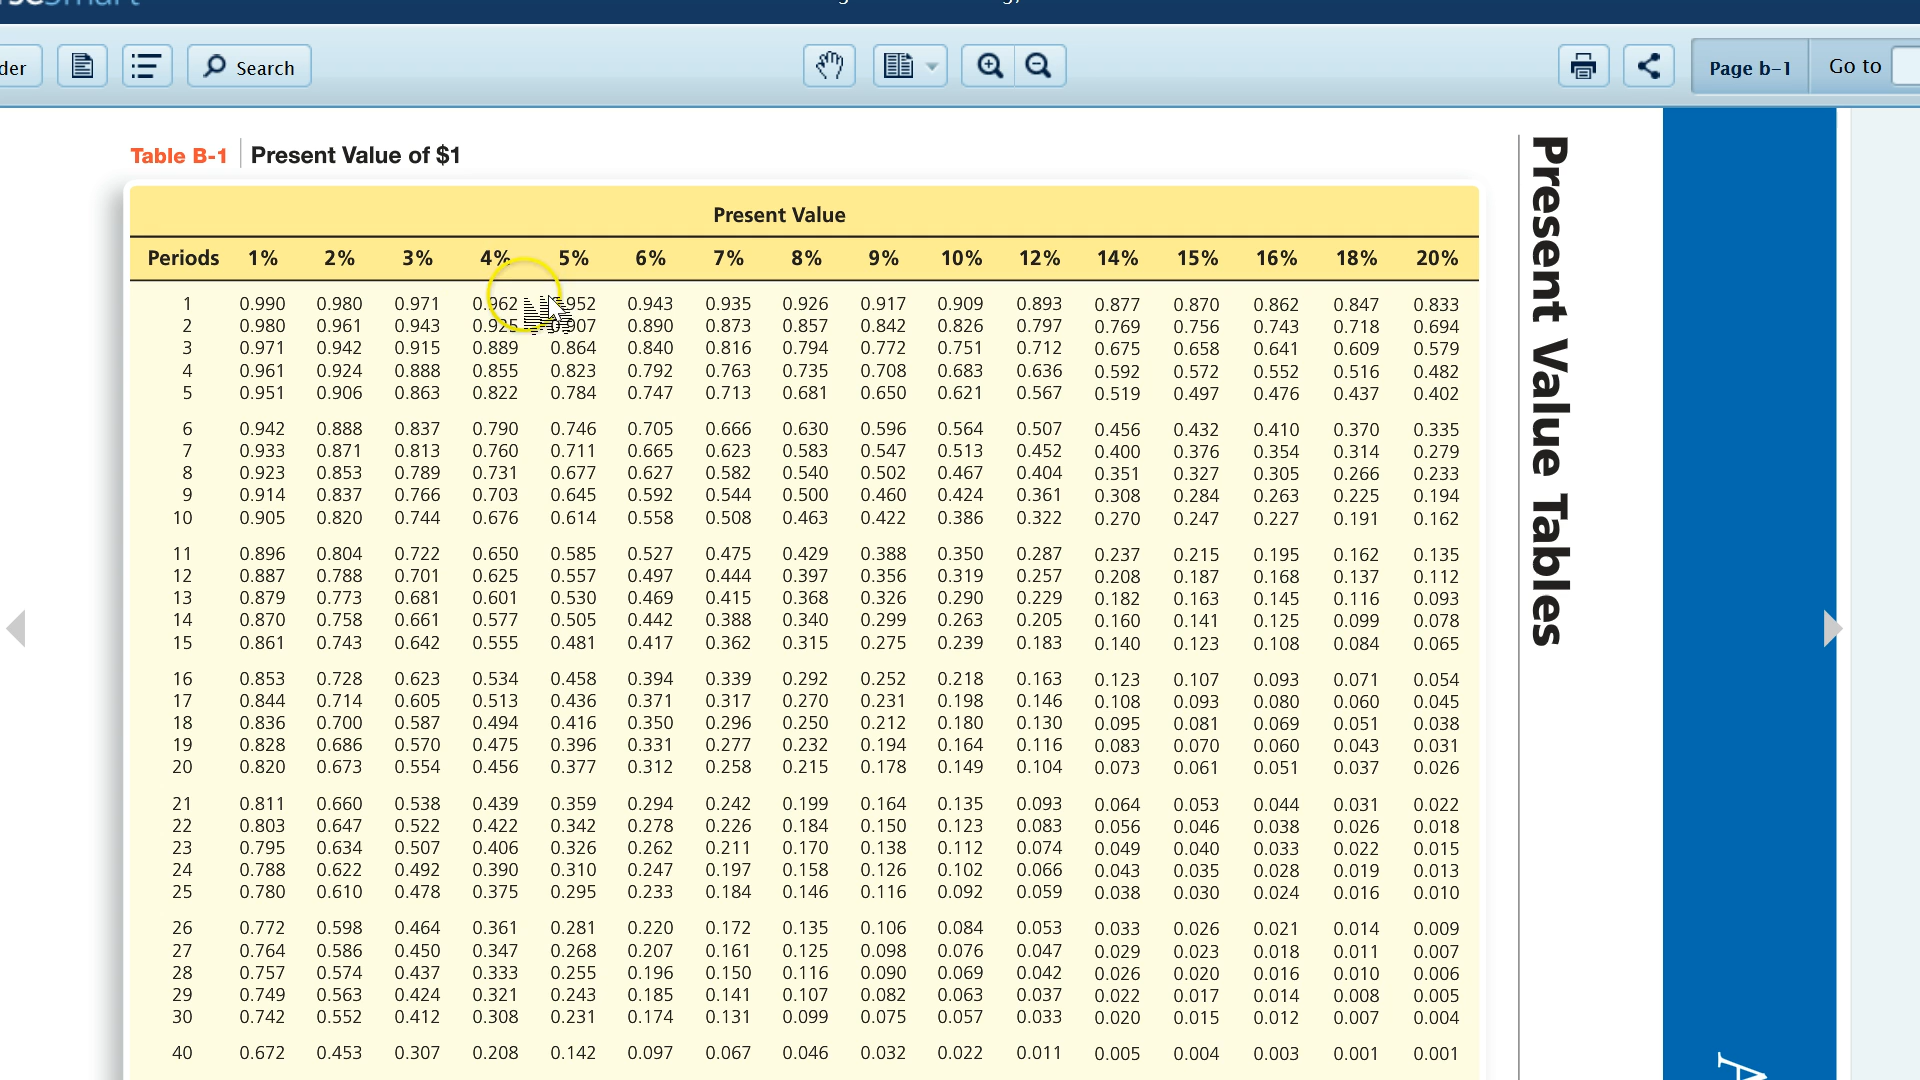 der Search Page b-1 Go to
Table B-1 Present Value of $1
Present Value
Periods 1% 2% 3% 4% 5% 6% 7% 8% 9% 10% 12% 14% 15% 16% 18% 20%
1 0.990 0.980 0.971 0.962 0.943 0.935 0.926 0.917 0.909 0.893 0.877 0.870 0.862 0.847 0.833
2 0.980 0.961 0.943 0.925 0.907 0.890 0.873 0.857 0.842 0.826 0.797 0.769 0.756 0.743 0.718 0.694
3 0.971 0.942 0.915 0.889 0.864 0.840 0.816 0.794 0.772 0.751 0.712 0.675 0.658 0.641 0.609 0.579
4 0.961 0.924 0.888 0.855 0.823 0.792 0.763 0.735 0.708 0.683 0.636 0.592 0.572 0.552 0.516 0.482
5 0.951 0.906 0.863 0.822 0.784 0.747 0.713 0.681 0.650 0.621 0.567 0.519 0.497 0.476 0.437 0.402
6 0.942 0.888 0.837 0.790 0.746 0.705 0.666 0.630 0.596 0.564 0.507 0.456 0.432 0.410 0.370 0.335
7 0.933 0.871 0.813 0.760 0.711 0.665 0.623 0.583 0.547 0.513 0.452 0.400 0.376 0.354 0.314 0.279
8 0.923 0.853 0.789 0.731 0.677 0.627 0.582 0.540 0.502 0.467 0.404 0.351 0.327 0.305 0.266 0.233
9 0.914 0.837 0.766 0.703 0.645 0.592 0.544 0.500 0.460 0.424 0.361 0.308 0.284 0.263 0.225 0.194
10 0.905 0.820 0.744 0.676 0.614 0.558 0.508 0.463 0.422 0.386 0.322 0.270 0.247 0.227 0.191 0.162
11 0.896 0.804 0.722 0.650 0.585 0.527 0.475 0.429 0.388 0.350 0.287 0.237 0.215 0.195 0.162 0.135
12 0.887 0.788 0.701 0.625 0.557 0.497 0.444 0.397 0.356 0.319 0.257 0.208 0.187 0.168 0.137 0.112
13 0.879 0.773 0.681 0.601 0.530 0.469 0.415 0.368 0.326 0.290 0.229 0.182 0.163 0.145 0.116 0.093
14 0.870 0.758 0.661 0.577 0.505 0.442 0.388 0.340 0.299 0.263 0.205 0.160 0.141 0.125 0.099 0.078
15 0.861 0.743 0.642 0.555 0.481 0.417 0.362 0.315 0.275 0.239 0.183 0.140 0.123 0.108 0.084 0.065
16 0.853 0.728 0.623 0.534 0.458 0.394 0.339 0.292 0.252 0.218 0.163 0.123 0.107 0.093 0.071 0.054
17 0.844 0.714 0.605 0.513 0.436 0.371 0.317 0.270 0.231 0.198 0.146 0.108 0.093 0.080 0.060 0.045
18 0.836 0.700 0.587 0.494 0.416 0.350 0.296 0.250 0.212 0.180 0.130 0.095 0.081 0.069 0.051 0.038
19 0.828 0.686 0.570 0.475 0.396 0.331 0.277 0.232 0.194 0.164 0.116 0.083 0.070 0.060 0.043 0.031
20 0.820 0.673 0.554 0.456 0.377 0.312 0.258 0.215 0.178 0.149 0.104 0.073 0.061 0.051 0.037 0.026
21 0.811 0.660 0.538 0.439 0.359 0.294 0.242 0.199 0.164 0.135 0.093 0.064 0.053 0.044 0.031 0.022
22 0.803 0.647 0.522 0.422 0.342 0.278 0.226 0.184 0.150 0.123 0.083 0.056 0.046 0.038 0.026 0.018
23 0.795 0.634 0.507 0.406 0.326 0.262 0.211 0.170 0.138 0.112 0.074 0.049 0.040 0.033 0.022 0.015
24 0.788 0.622 0.492 0.390 0.310 0.247 0.197 0.158 0.126 0.102 0.066 0.043 0.035 0.028 0.019 0.013
25 0.780 0.610 0.478 0.375 0.295 0.233 0.184 0.146 0.116 0.092 0.059 0.038 0.030 0.024 0.016 0.010
26 0.772 0.598 0.464 0.361 0.281 0.220 0.172 0.135 0.106 0.084 0.053 0.033 0.026 0.021 0.014 0.009
27 0.764 0.586 0.450 0.347 0.268 0.207 0.161 0.125 0.098 0.076 0.047 0.029 0.023 0.018 0.011 0.007
28 0.757 0.574 0.437 0.333 0.255 0.196 0.150 0.116 0.090 0.069 0.042 0.026 0.020 0.016 0.010 0.006
29 0.749 0.563 0.424 0.321 0.243 0.185 0.141 0.107 0.082 0.063 0.037 0.022 0.017 0.014 0.008 0.005
30 0.742 0.552 0.412 0.308 0.231 0.174 0.131 0.099 0.075 0.057 0.033 0.020 0.015 0.012 0.007 0.004
40 0.672 0.453 0.307 0.208 0.142 0.097 0.067 0.046 0.032 0.022 0.011 0.005 0.004 0.003 0.001 0.001
Present Value Tables
A